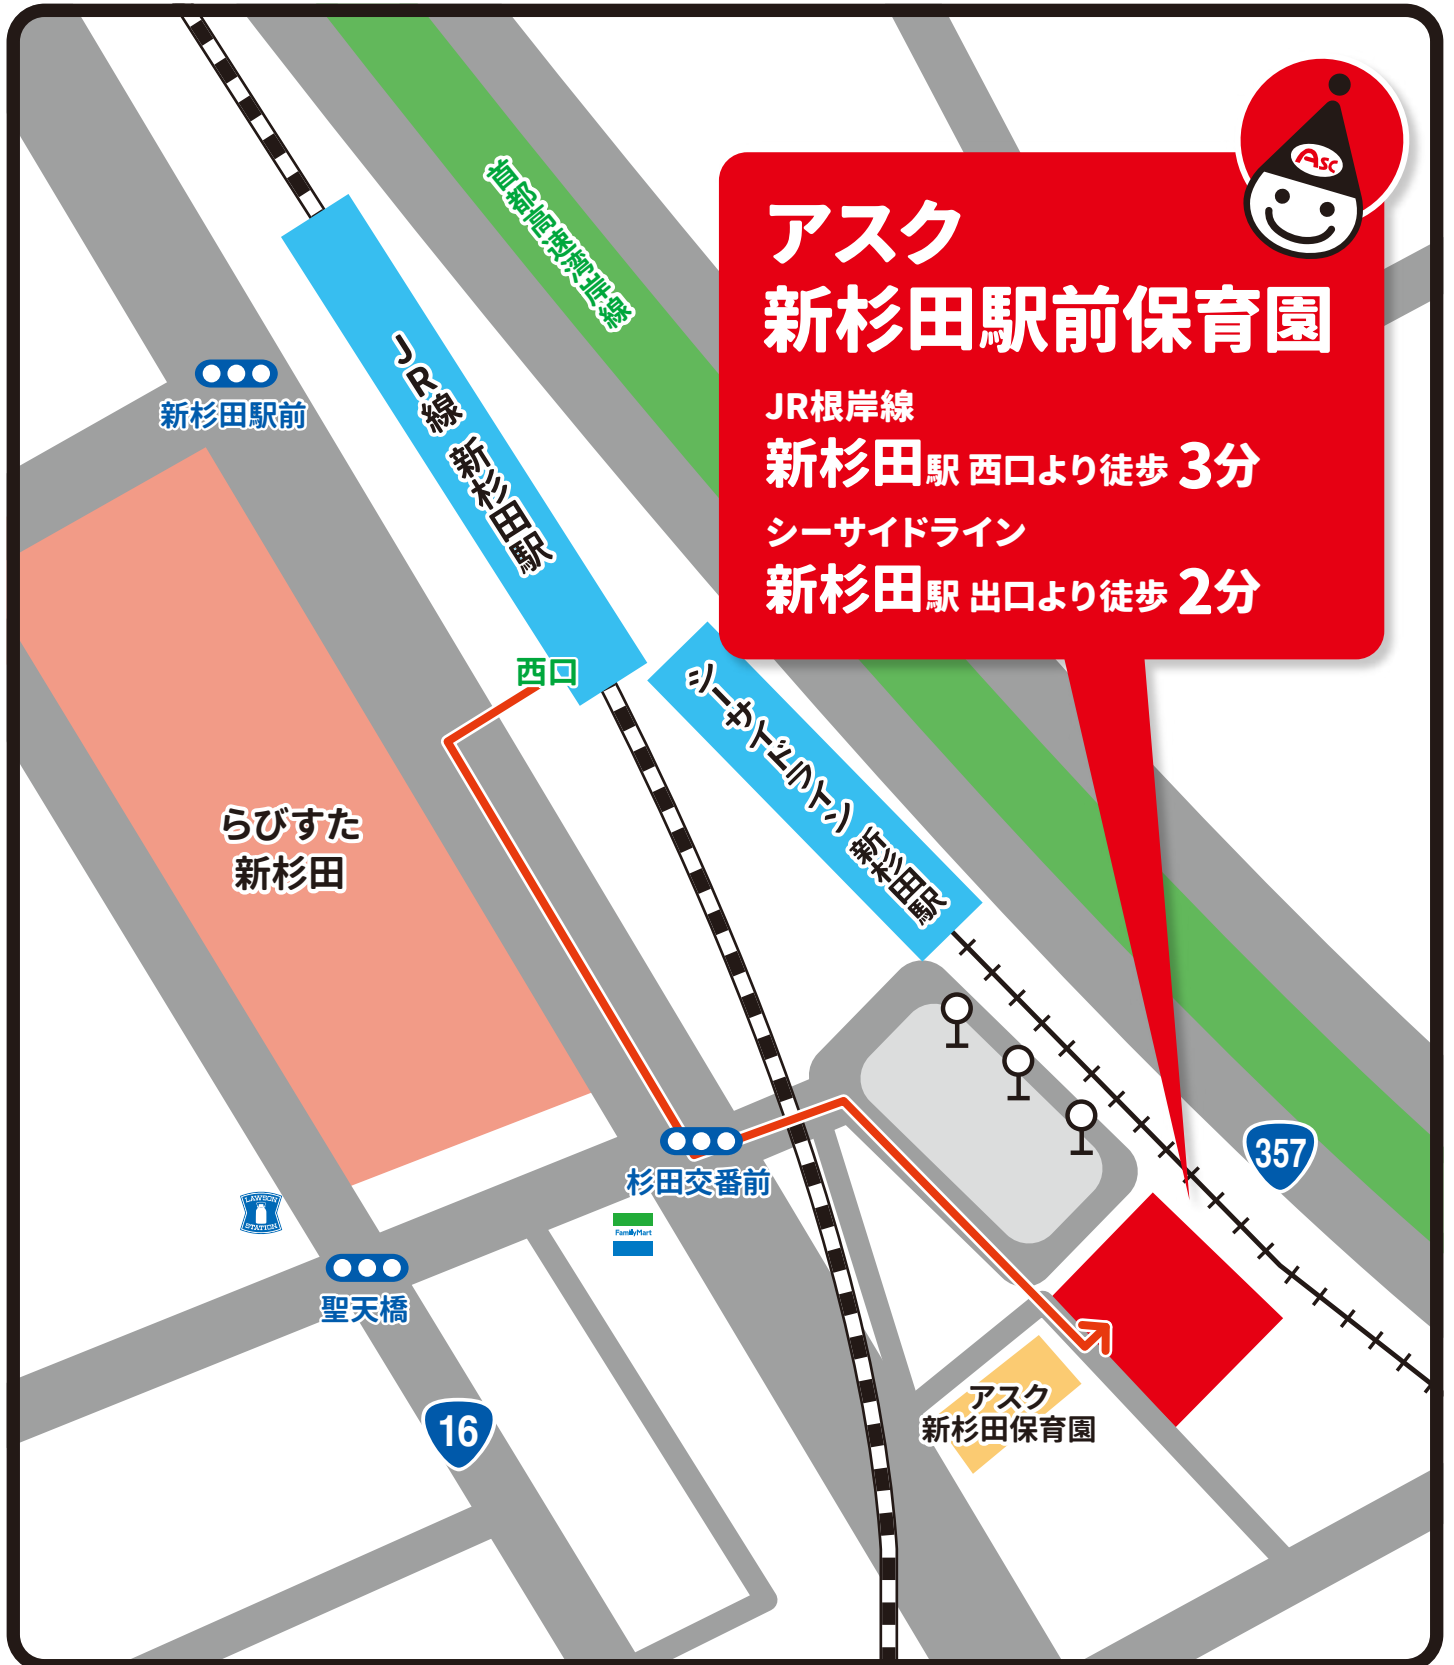 ASC
アスク
新杉田駅前保育園
JR根岸線
新杉田駅 西口より徒歩 3分
シーサイドライン
新杉田駅 出口より徒歩 2分
首都高速湾岸線
JR線 新杉田駅
新杉田駅前
西口
シーサイドライン 新杉田駅
らびすた
新杉田
357
杉田交番前
LAWSON
STATION
FamilyMart
聖天橋
16
アスク
新杉田保育園